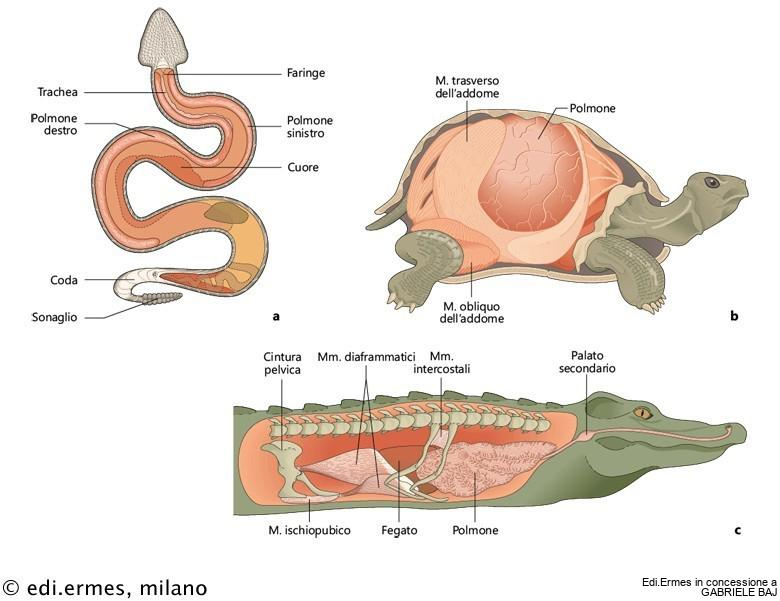 Faringe
Trachea
Polmone
destro
Polmone
sinistro
Cuore
Coda
Sonaglio
a
M. trasverso
dell'addome
Polmone
M. obliquo
dell'addome
b
Cintura
pelvica
Mm. diaframmatici
Mm.
intercostali
Palato
secondario
M. ischiopubico
Fegato
Polmone
c
© edi.ermes, milano
Edi.Ermes in concessione a
GABRIELE BAJ